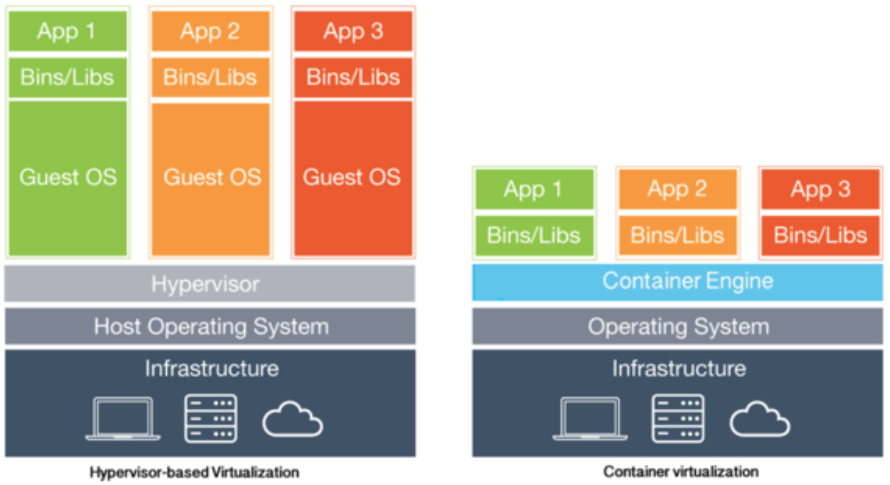 App 1
App 2
App 3
Bins/Libs
Bins/Libs
Bins/Libs
Guest OS
Guest OS
Guest OS
Hypervisor
Host Operating System
Infrastructure
Hypervisor-based Virtualization
App 1
App 2
App 3
Bins/Libs
Bins/Libs
Bins/Libs
Container Engine
Operating System
Infrastructure
Container virtualization